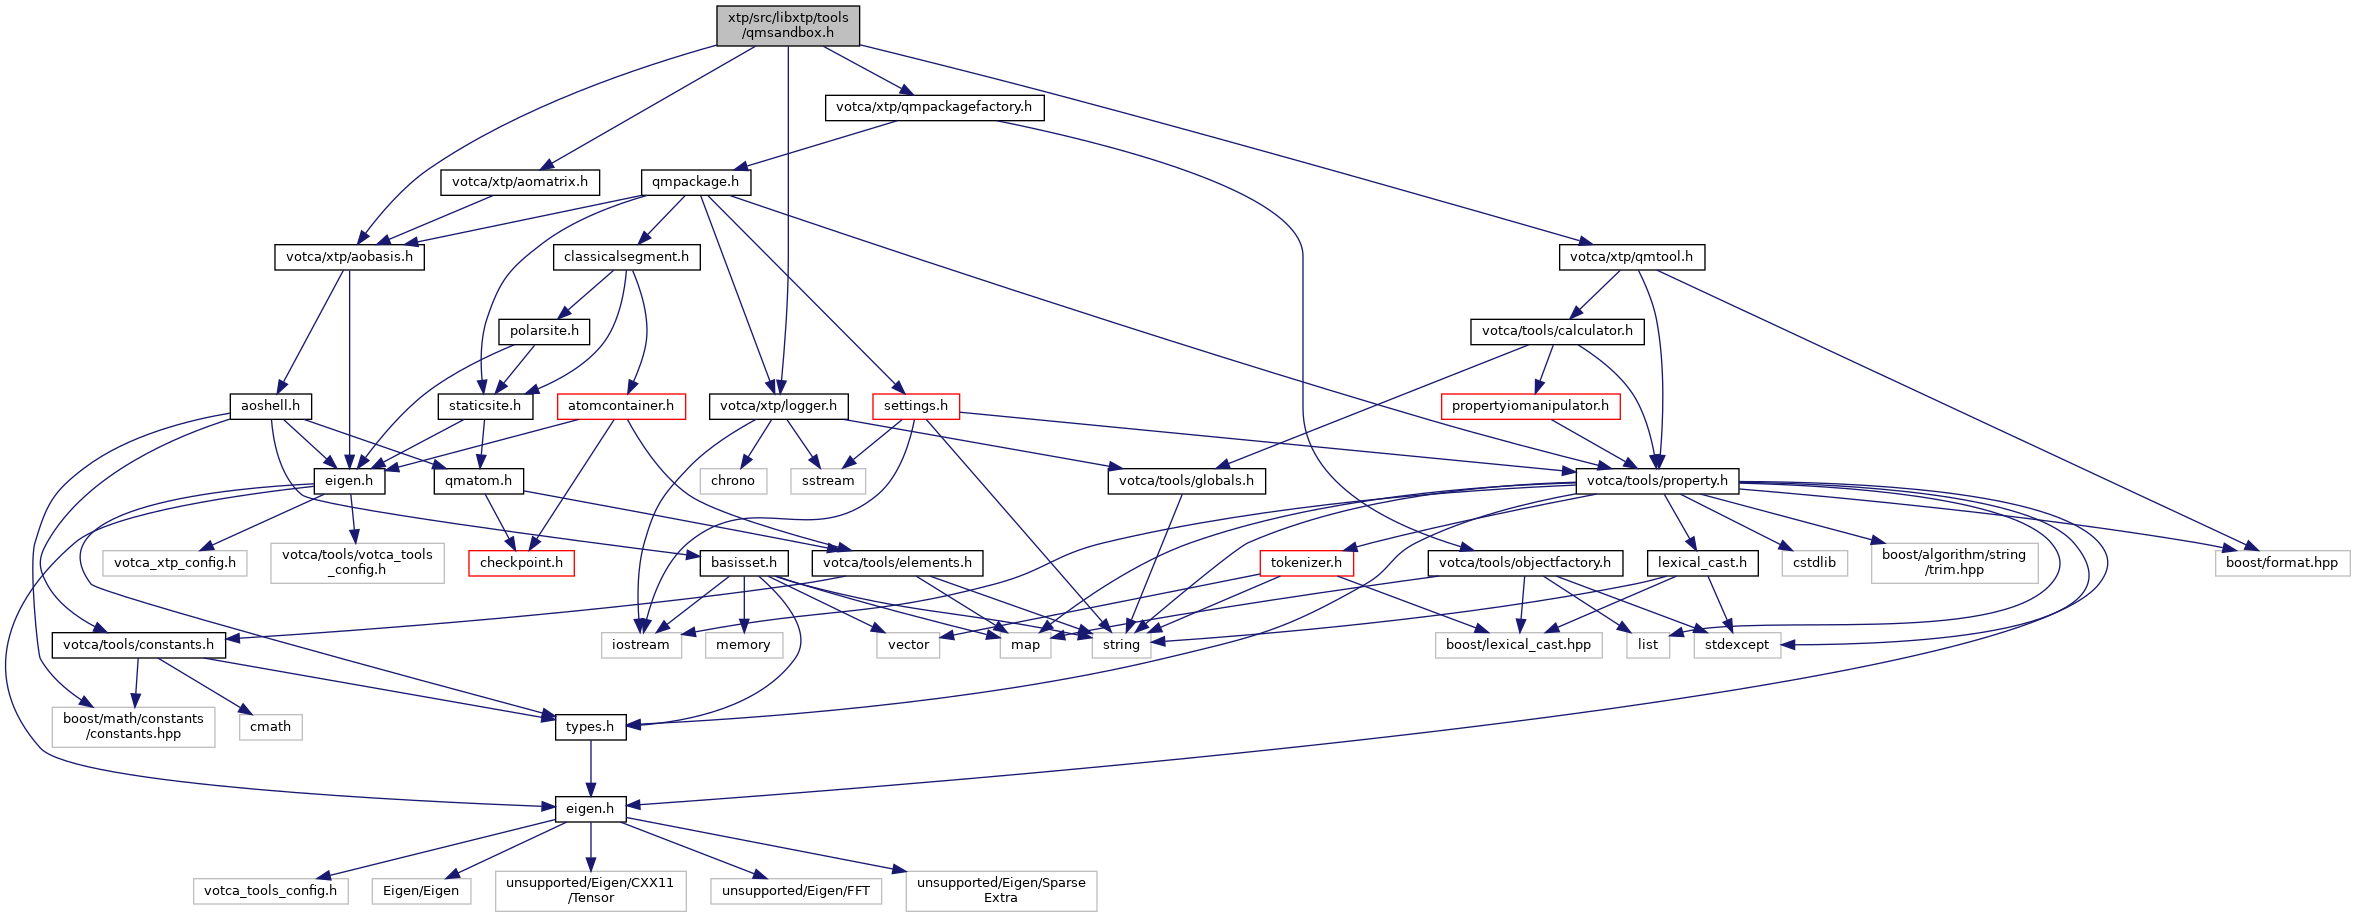 xtp/src/libxtp/tools
/qmsandbox.h
votca/xtp/qmpackagefactory.h
votca/xtp/aomatrix.h
qmpackage.h
votca/xtp/aobasis.h
classicalsegment.h
votca/xtp/qmtool.h
polarsite.h
votca/tools/calculator.h
aoshell.h
staticsite.h
atomcontainer.h
votca/xtp/logger.h
settings.h
propertyiomanipulator.h
eigen.h
qmatom.h
chrono
sstream
votca/tools/globals.h
votca/tools/property.h
votca_xtp_config.h
votca/tools/votca_tools
_config.h
checkpoint.h
basisset.h
votca/tools/elements.h
tokenizer.h
votca/tools/objectfactory.h
lexical_cast.h
cstdlib
boost/algorithm/string
/trim.hpp
boost/format.hpp
votca/tools/constants.h
iostream
memory
vector
map
string
boost/lexical_cast.hpp
list
stdexcept
boost/math/constants
/constants.hpp
cmath
types.h
eigen.h
votca_tools_config.h
Eigen/Eigen
unsupported/Eigen/CXX11
/Tensor
unsupported/Eigen/FFT
unsupported/Eigen/Sparse
Extra